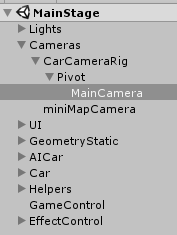 MainStage
Lights
Cameras
CarCameraRig
Pivot
MainCamera
miniMapCamera
UI
GeometryStatic
AICar
Car
Helpers
GameControl
EffectControl